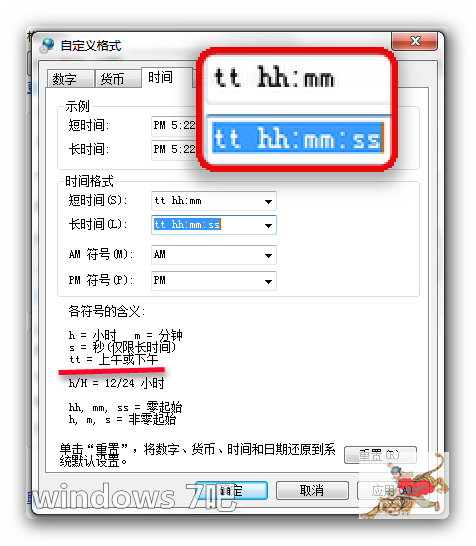 自定义格式
数字
货币
时间
tt hh:mm
tt hh:mm:ss
示例
短时间: PM 5:22
长时间: PM 5:22
时间格式
短时间(S): tt hh:mm
长时间(L): tt hh:mm:ss
AM 符号(M): AM
PM 符号(P): PM
各符号的含义:
h = 小时 m = 分钟
s = 秒(仅限长时间)
tt = 上午或下午
h/H = 12/24 小时
hh, mm, ss = 零起始
h, m, s = 非零起始
单击“重置”，将数字、货币、时间和日期还原到系
统默认设置。
重置(R)
确定
取消
应用(A)
windows 7吧